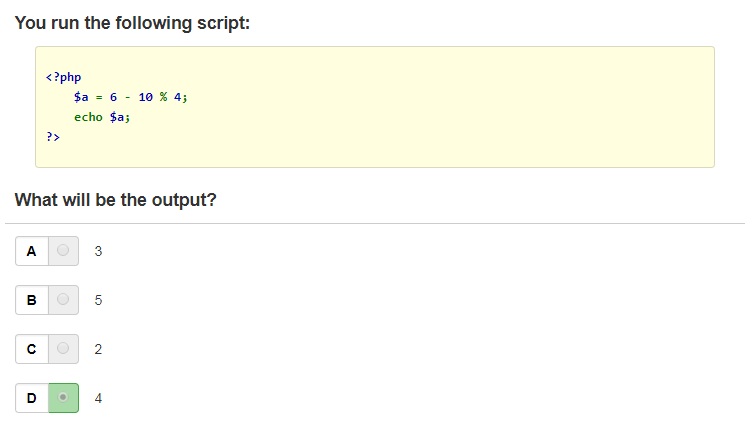 You run the following script:
<?php
$a = 6 - 10 % 4;
echo $a;
?>
What will be the output?
A 3
B 5
C 2
D 4